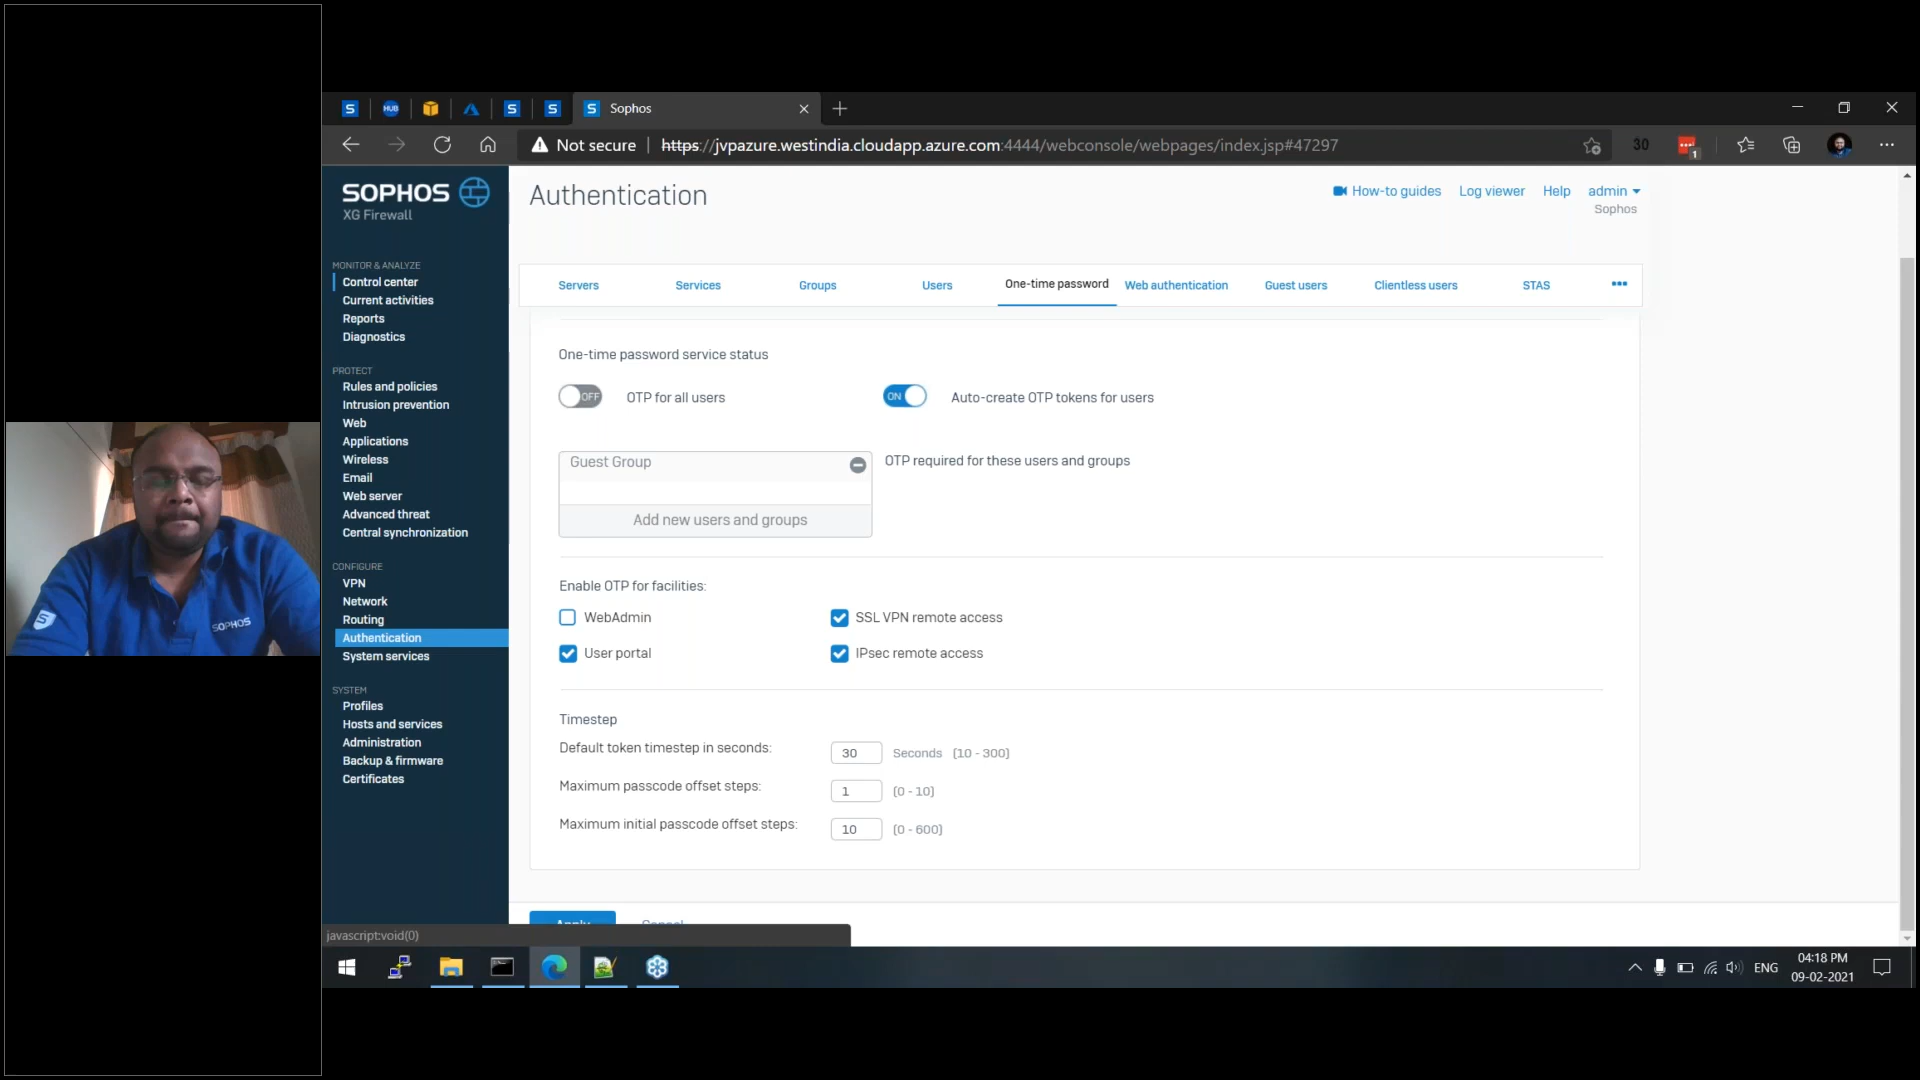 HUB
Sophos
Not secure
https://jvpazure.westindia.cloudapp.azure.com:4444/webconsole/webpages/index.jsp#47297
30
1
SOPHOS
XG Firewall
Authentication
How-to guides
Log viewer
Help
admin
Sophos
MONITOR & ANALYZE
Control center
Current activities
Reports
Diagnostics
PROTECT
Rules and policies
Intrusion prevention
Web
Applications
Wireless
Email
Web server
Advanced threat
Central synchronization
CONFIGURE
VPN
Network
Routing
Authentication
System services
SYSTEM
Profiles
Hosts and services
Administration
Backup & firmware
Certificates
Servers
Services
Groups
Users
One-time password
Web authentication
Guest users
Clientless users
STAS
One-time password service status
OFF
OTP for all users
ON
Auto-create OTP tokens for users
Guest Group
OTP required for these users and groups
Add new users and groups
Enable OTP for facilities:
WebAdmin
SSL VPN remote access
User portal
IPsec remote access
Timestep
Default token timestep in seconds:
30
Seconds (10 - 300)
Maximum passcode offset steps:
1
(0 - 10)
Maximum initial passcode offset steps:
10
(0 - 600)
Apply
Cancel
javascript:void(0)
ENG
04:18 PM
09-02-2021
SOPHOS